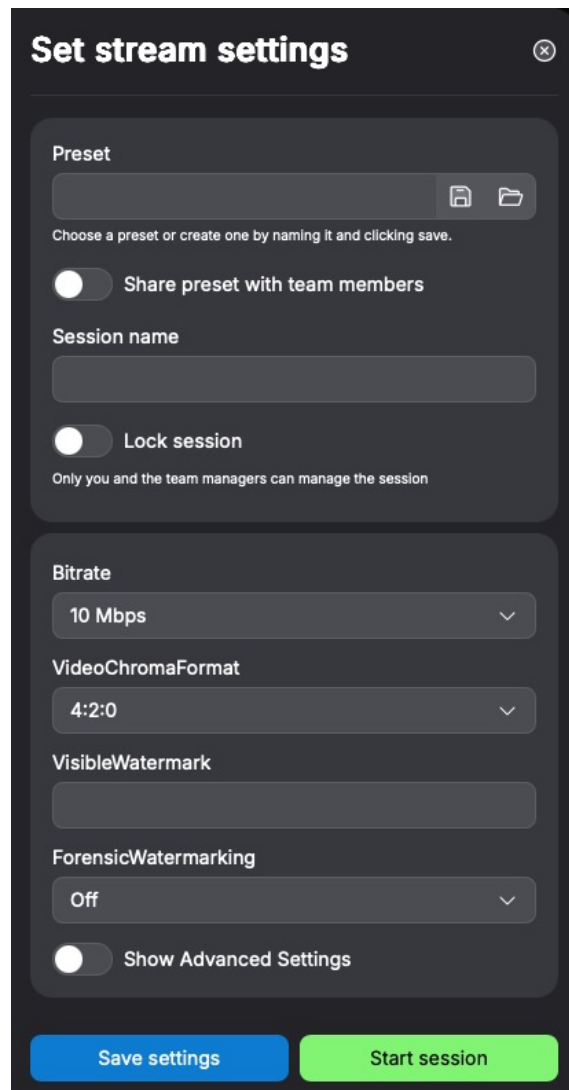 Set stream settings
Preset
Choose a preset or create one by naming it and clicking save.
Share preset with team members
Session name
Lock session
Only you and the team managers can manage the session
Bitrate
10 Mbps
VideoChromaFormat
4:2:0
VisibleWatermark
ForensicWatermarking
Off
Show Advanced Settings
Save settings
Start session